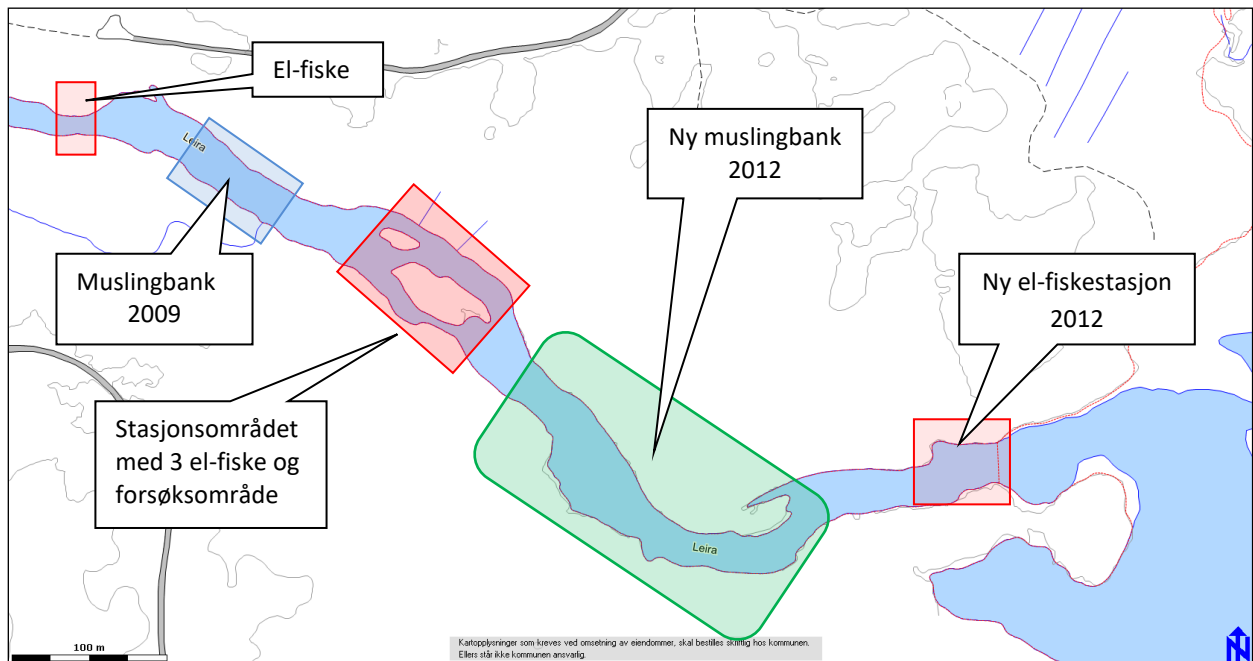 El-fiske
Leira
Ny muslingbank
2012
Muslingbank
2009
Ny el-fiskestasjon
2012
Stasjonsområdet
med 3 el-fiske og
forsøksområde
Leira
100 m
Kartopplysninger som kreves ved omsetning av eiendommer, skal bestilles skriftlig hos kommunen.
Ellers står ikke kommunen ansvarlig.
N